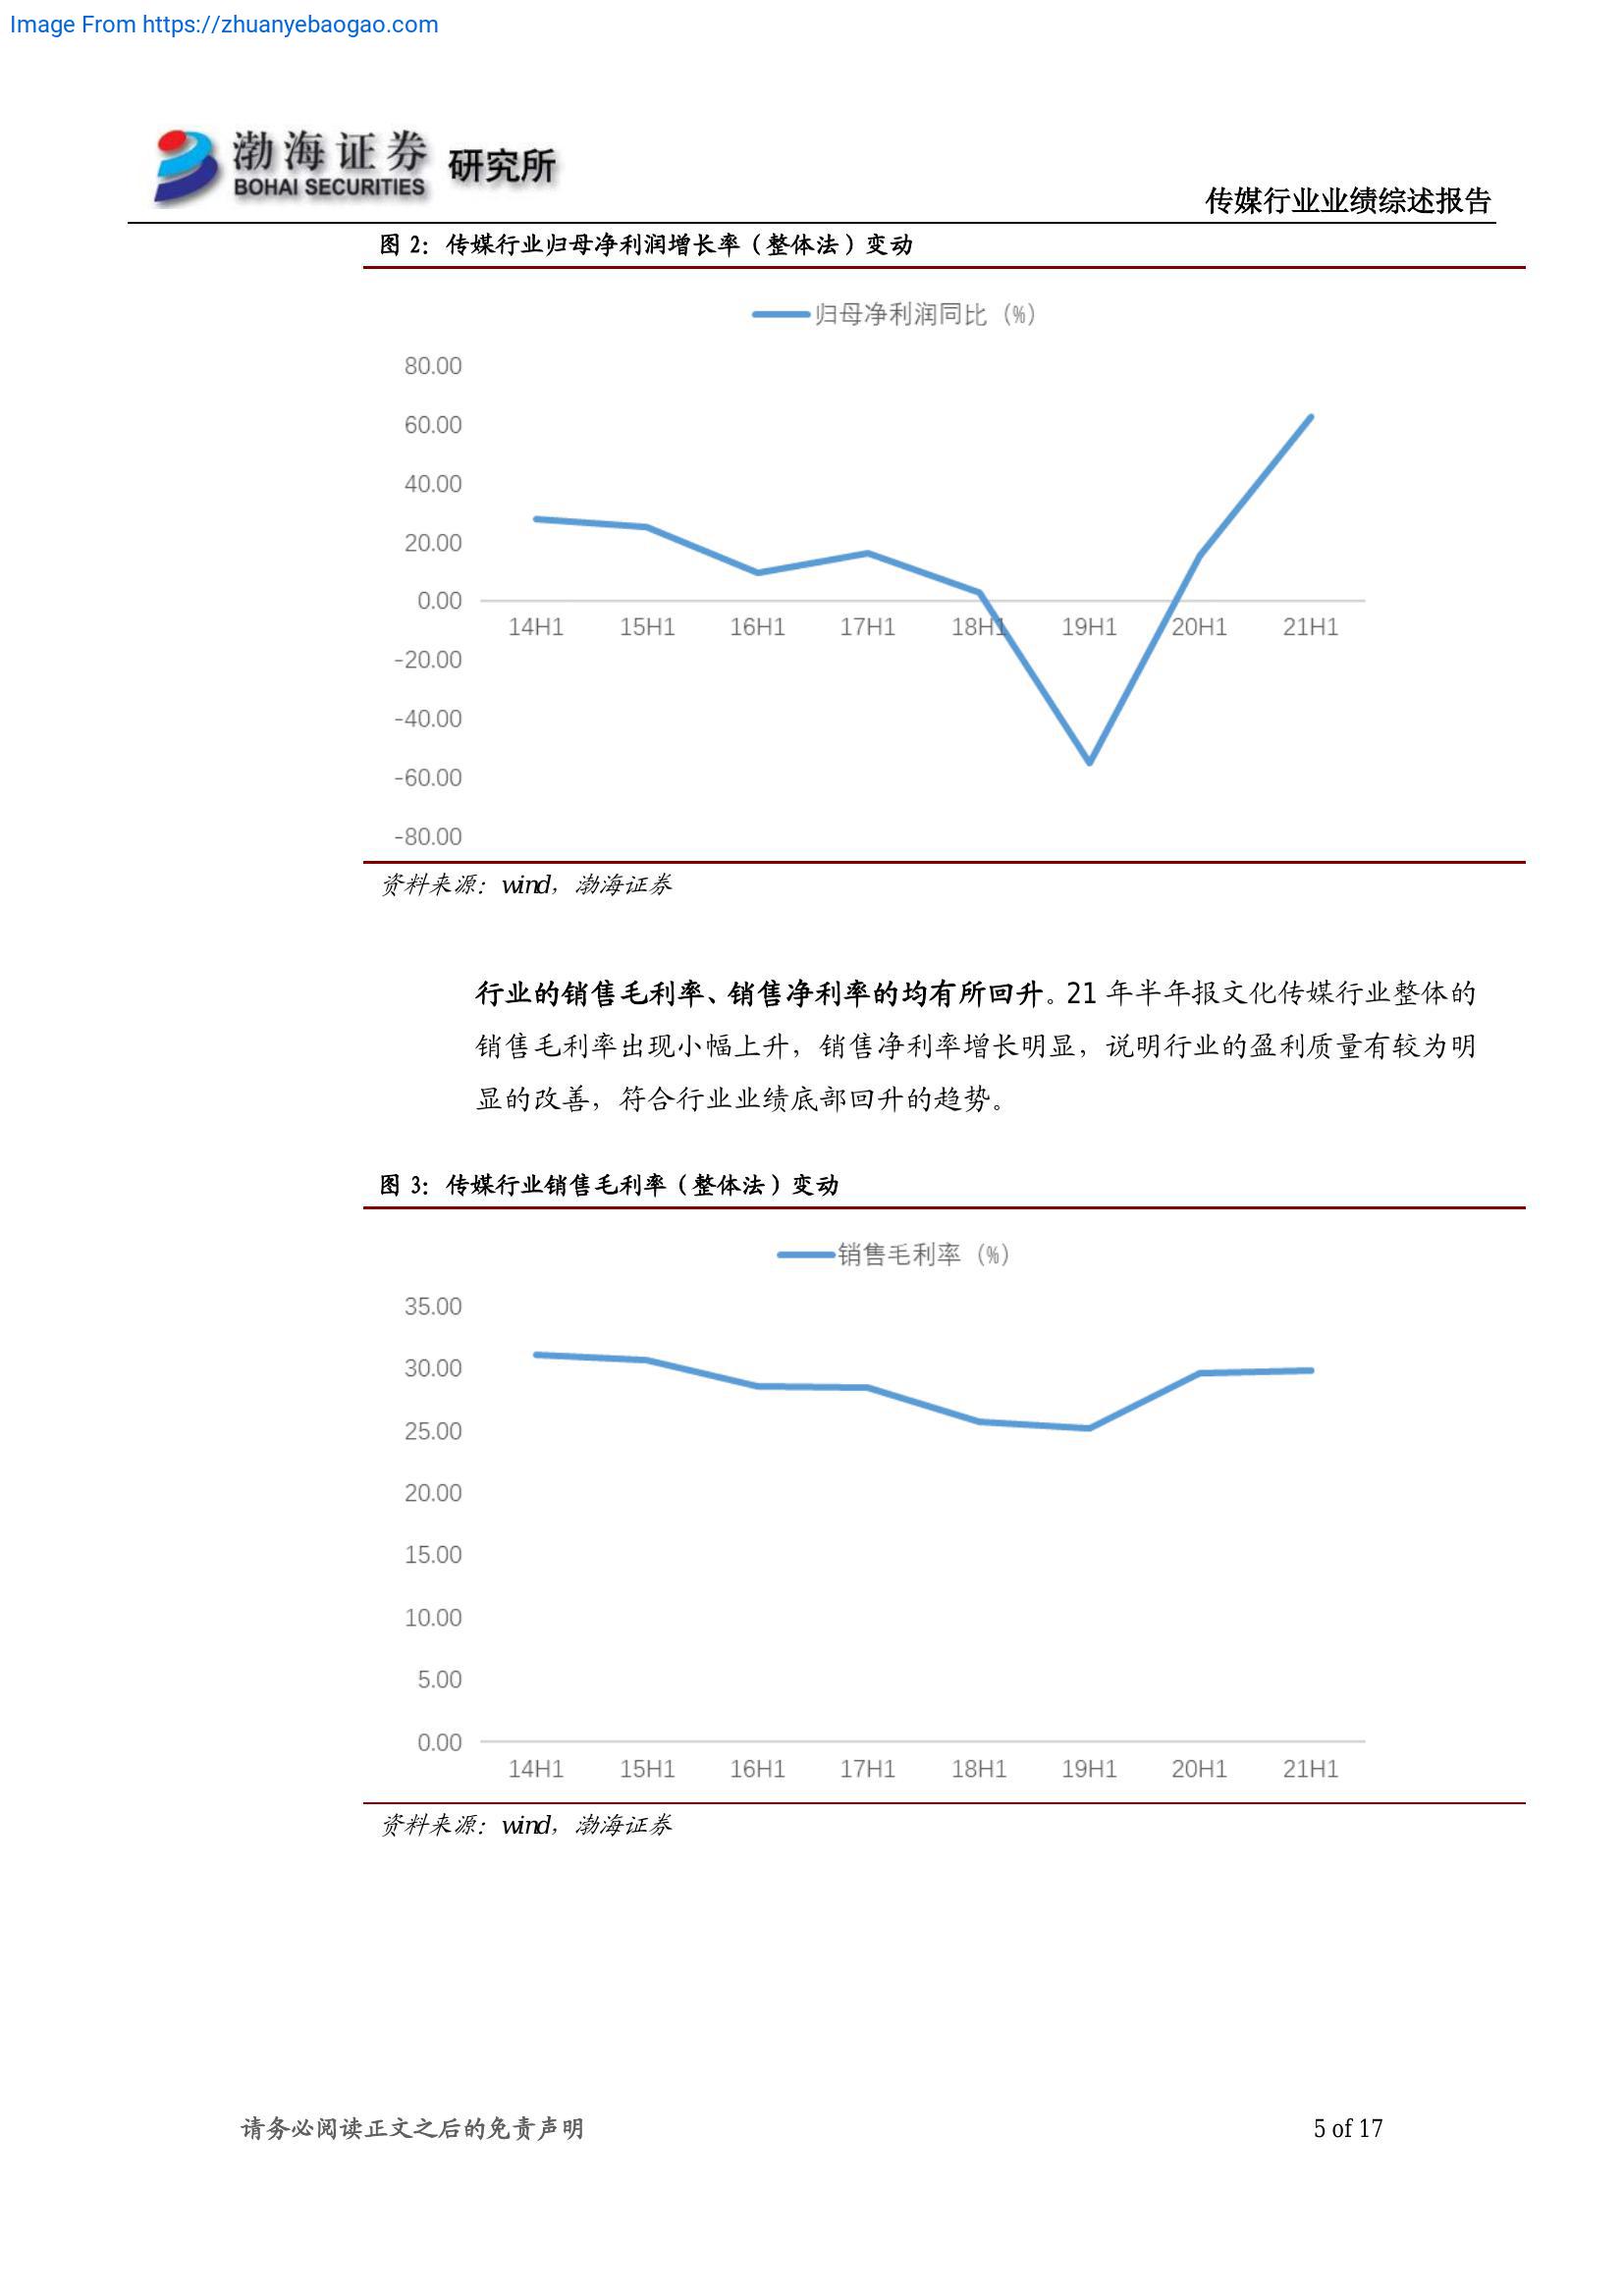 Image From https://zhuanyebaogao.com
渤海证券 研究所
BOHAI SECURITIES
传媒行业业绩综述报告
图 2：传媒行业归母净利润增长率（整体法）变动
归母净利润同比（%）
80.00
60.00
40.00
20.00
0.00
14H1 15H1 16H1 17H1 18H1 19H1 20H1 21H1
-20.00
-40.00
-60.00
-80.00
资料来源：wind，渤海证券
行业的销售毛利率、销售净利率的均有所回升。21 年半年报文化传媒行业整体的
销售毛利率出现小幅上升，销售净利率增长明显，说明行业的盈利质量有较为明
显的改善，符合行业业绩底部回升的趋势。
图 3：传媒行业销售毛利率（整体法）变动
销售毛利率（%）
35.00
30.00
25.00
20.00
15.00
10.00
5.00
0.00
14H1 15H1 16H1 17H1 18H1 19H1 20H1 21H1
资料来源：wind，渤海证券
请务必阅读正文之后的免责声明 5 of 17